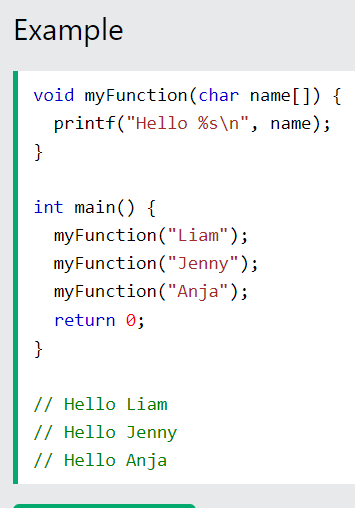 Example
void myFunction(char name[]) {
  printf("Hello %s\n", name);
}

int main() {
  myFunction("Liam");
  myFunction("Jenny");
  myFunction("Anja");
  return 0;
}

// Hello Liam
// Hello Jenny
// Hello Anja